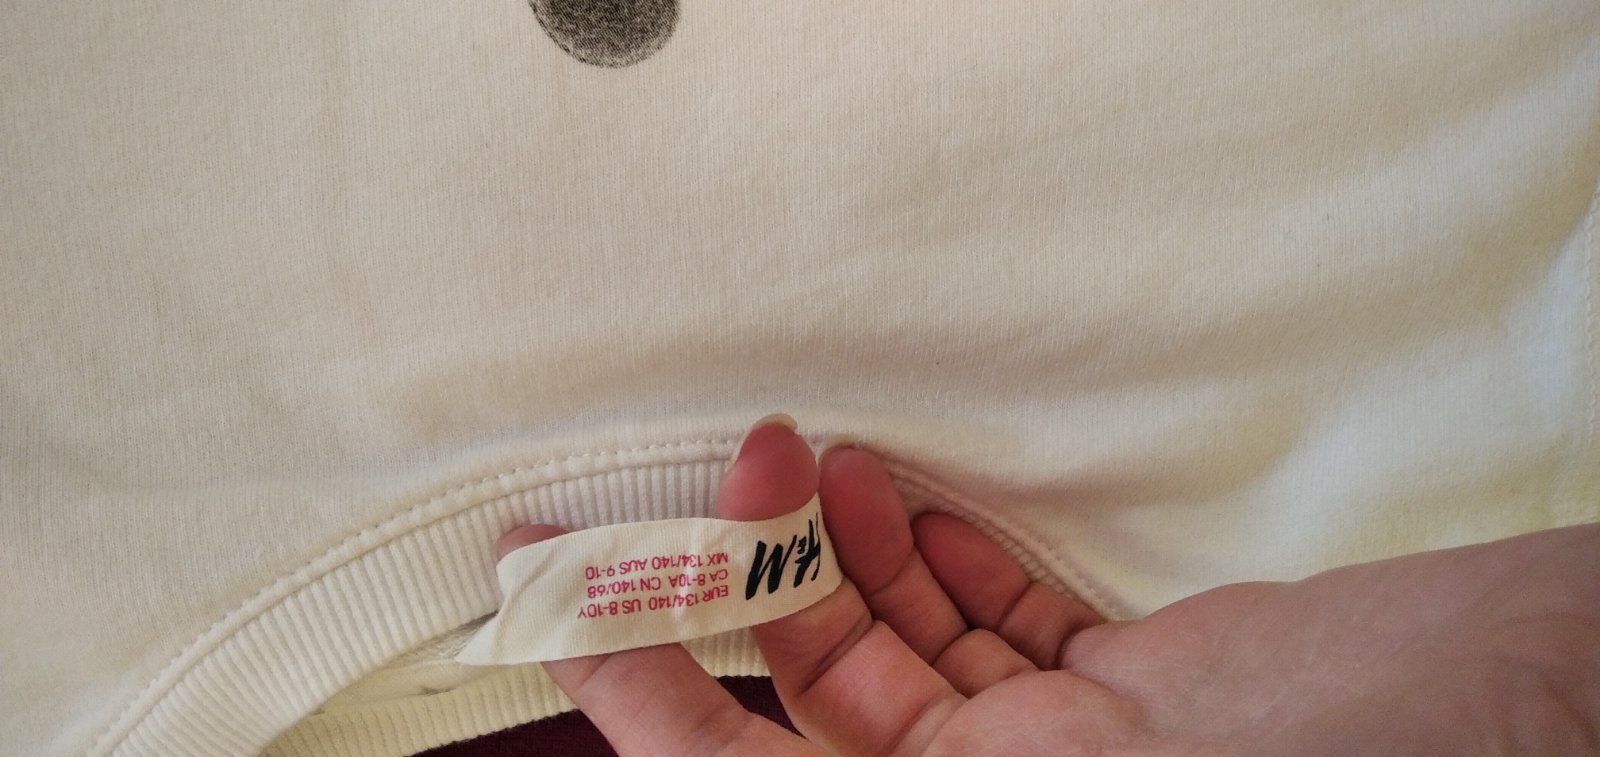 H&M
EUR 134/140 US 8-10Y
CA 8-10A CN 140/68
MX 134/140 AUS 9-10